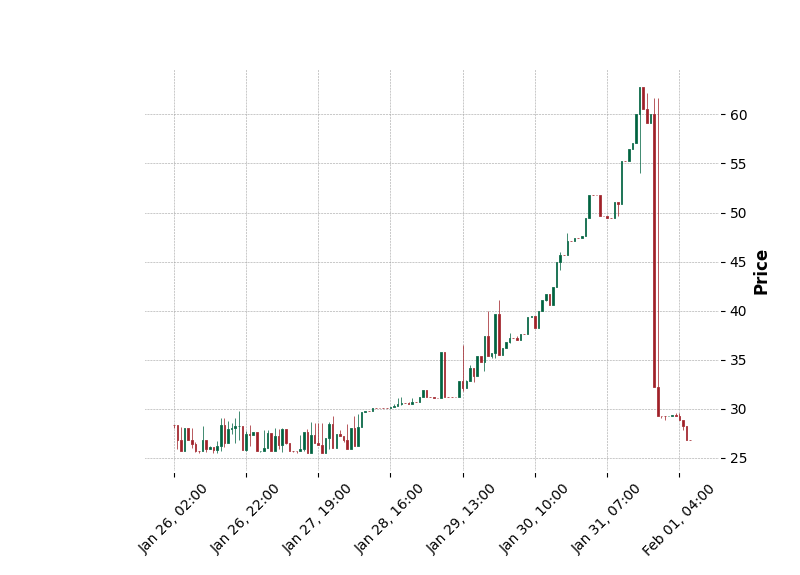 60
55
50
45
40
35
30
25
Price
Jan 26, 02:00
Jan 26, 22:00
Jan 27, 19:00
Jan 28, 16:00
Jan 29, 13:00
Jan 30, 10:00
Jan 31, 07:00
Feb 01, 04:00